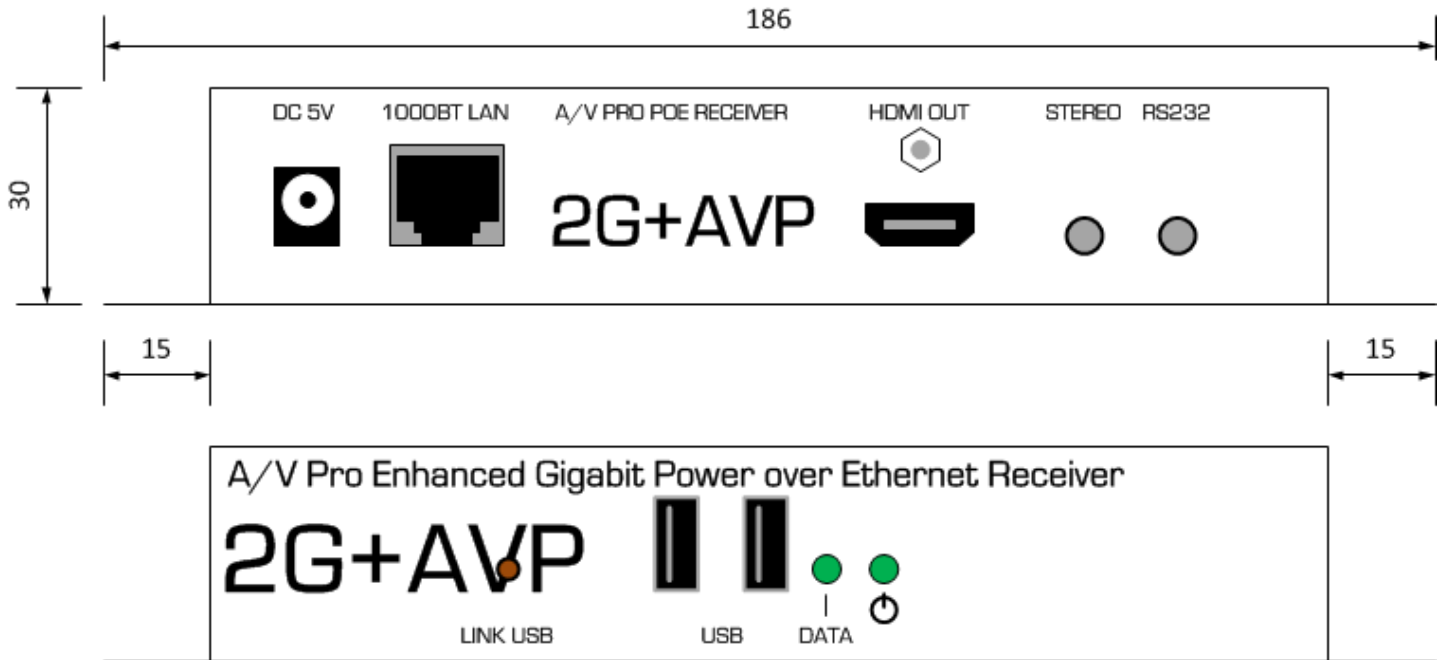 186
DC 5V 1000BT LAN A/V PRO POE RECEIVER HDMI OUT STEREO RS232
30
2G+AVP
15 15
A/V Pro Enhanced Gigabit Power over Ethernet Receiver
2G+AVP
LINK USB USB DATA